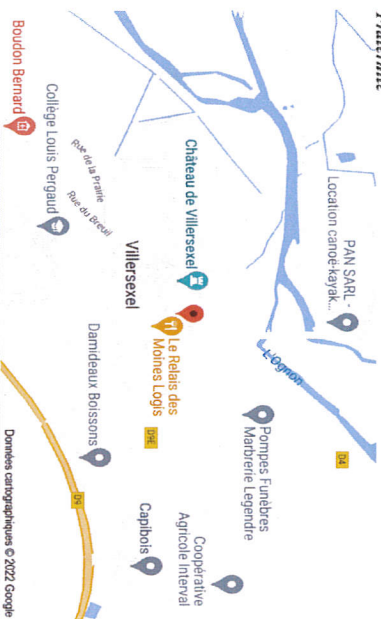 PAN SARL -
Location canoë-kayak...
L'Ognon
D4
Château de Villersexel
Pompes Funèbres
Marbrerie Legendre
Rue de la Prairie
Rue du Breuil
Villersexel
Le Relais des
Moines Logis
D9E
Coopérative
Agricole Interval
Collège Louis Pergaud
Boudon Bernard
Damideaux Boissons
Capibois
D9
Données cartographiques © 2022 Google